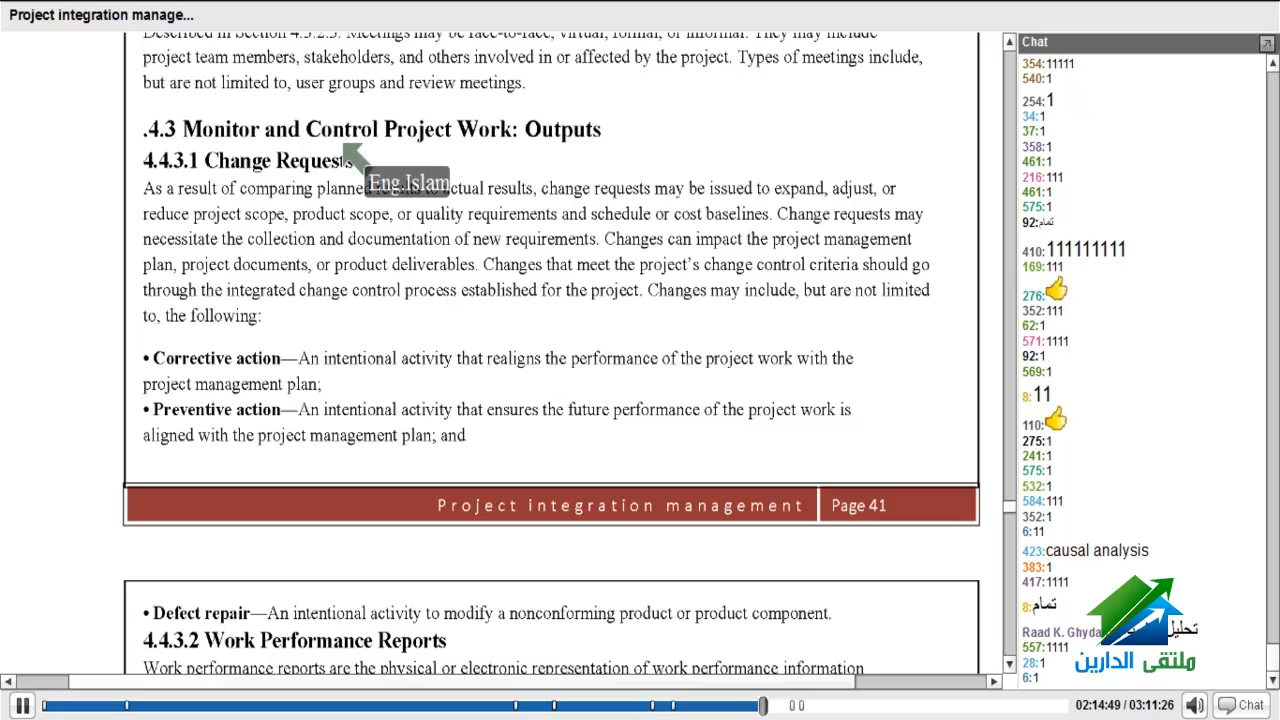 Project integration manage...
Described in Section 4.3.2.3. Meetings may be face-to-face, virtual, formal, or informal. They may include
project team members, stakeholders, and others involved in or affected by the project. Types of meetings include,
but are not limited to, user groups and review meetings.
.4.3 Monitor and Control Project Work: Outputs
4.4.3.1 Change Requests
Eng.Islam
As a result of comparing planned results to actual results, change requests may be issued to expand, adjust, or
reduce project scope, product scope, or quality requirements and schedule or cost baselines. Change requests may
necessitate the collection and documentation of new requirements. Changes can impact the project management
plan, project documents, or product deliverables. Changes that meet the project’s change control criteria should go
through the integrated change control process established for the project. Changes may include, but are not limited
to, the following:
• Corrective action—An intentional activity that realigns the performance of the project work with the
project management plan;
• Preventive action—An intentional activity that ensures the future performance of the project work is
aligned with the project management plan; and
Project integration management Page 41
• Defect repair—An intentional activity to modify a nonconforming product or product component.
4.4.3.2 Work Performance Reports
Work performance reports are the physical or electronic representation of work performance information
Chat
354:11111
540:1
254:1
34:1
37:1
358:1
461:1
216:111
461:1
575:1
92:تمام
410:111111111
169:111
276:
352:111
62:1
571:1111
92:1
569:1
8:11
110:
275:1
241:1
575:1
532:1
584:111
352:1
6:11
423:causal analysis
383:1
417:1111
8:تمام
Raad K. Ghyda تحليل
557:1111
28:1
6:1
ملتقى الدارين
02:14:49 / 03:11:26
Chat